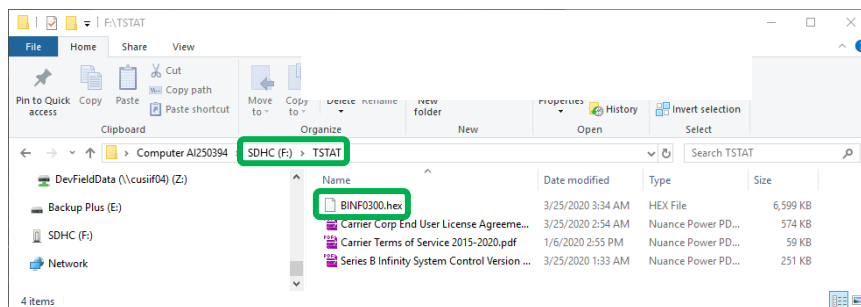 F:\TSTAT
File Home Share View
Pin to Quick access
Copy
Paste
Cut
Copy path
Paste shortcut
Move to
Copy to
Delete
Rename
New folder
Properties
History
Invert selection
Clipboard Organize New Open Select
Computer AI250394 SDHC (F:) › TSTAT Search TSTAT
DevFieldData (\\cusiif04) (Z:)
Backup Plus (E:)
SDHC (F:)
Network
Name Date modified Type Size
BINF0300.hex 3/25/2020 3:34 AM HEX File 6,599 KB
Carrier Corp End User License Agreeme... 3/25/2020 2:54 AM Nuance Power PD... 574 KB
Carrier Terms of Service 2015-2020.pdf 1/6/2020 2:55 PM Nuance Power PD... 59 KB
Series B Infinity System Control Version ... 3/25/2020 1:33 AM Nuance Power PD... 251 KB
4 items